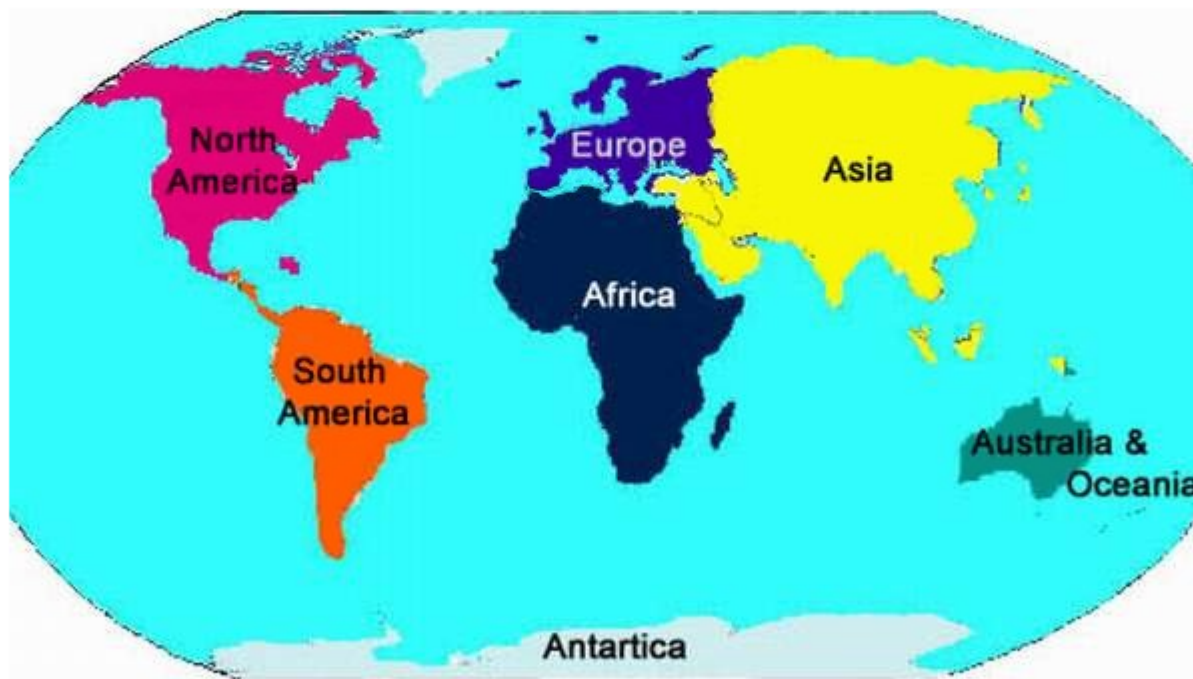 North
America
Europe
Asia
Africa
South
America
Australia &
Oceania
Antartica